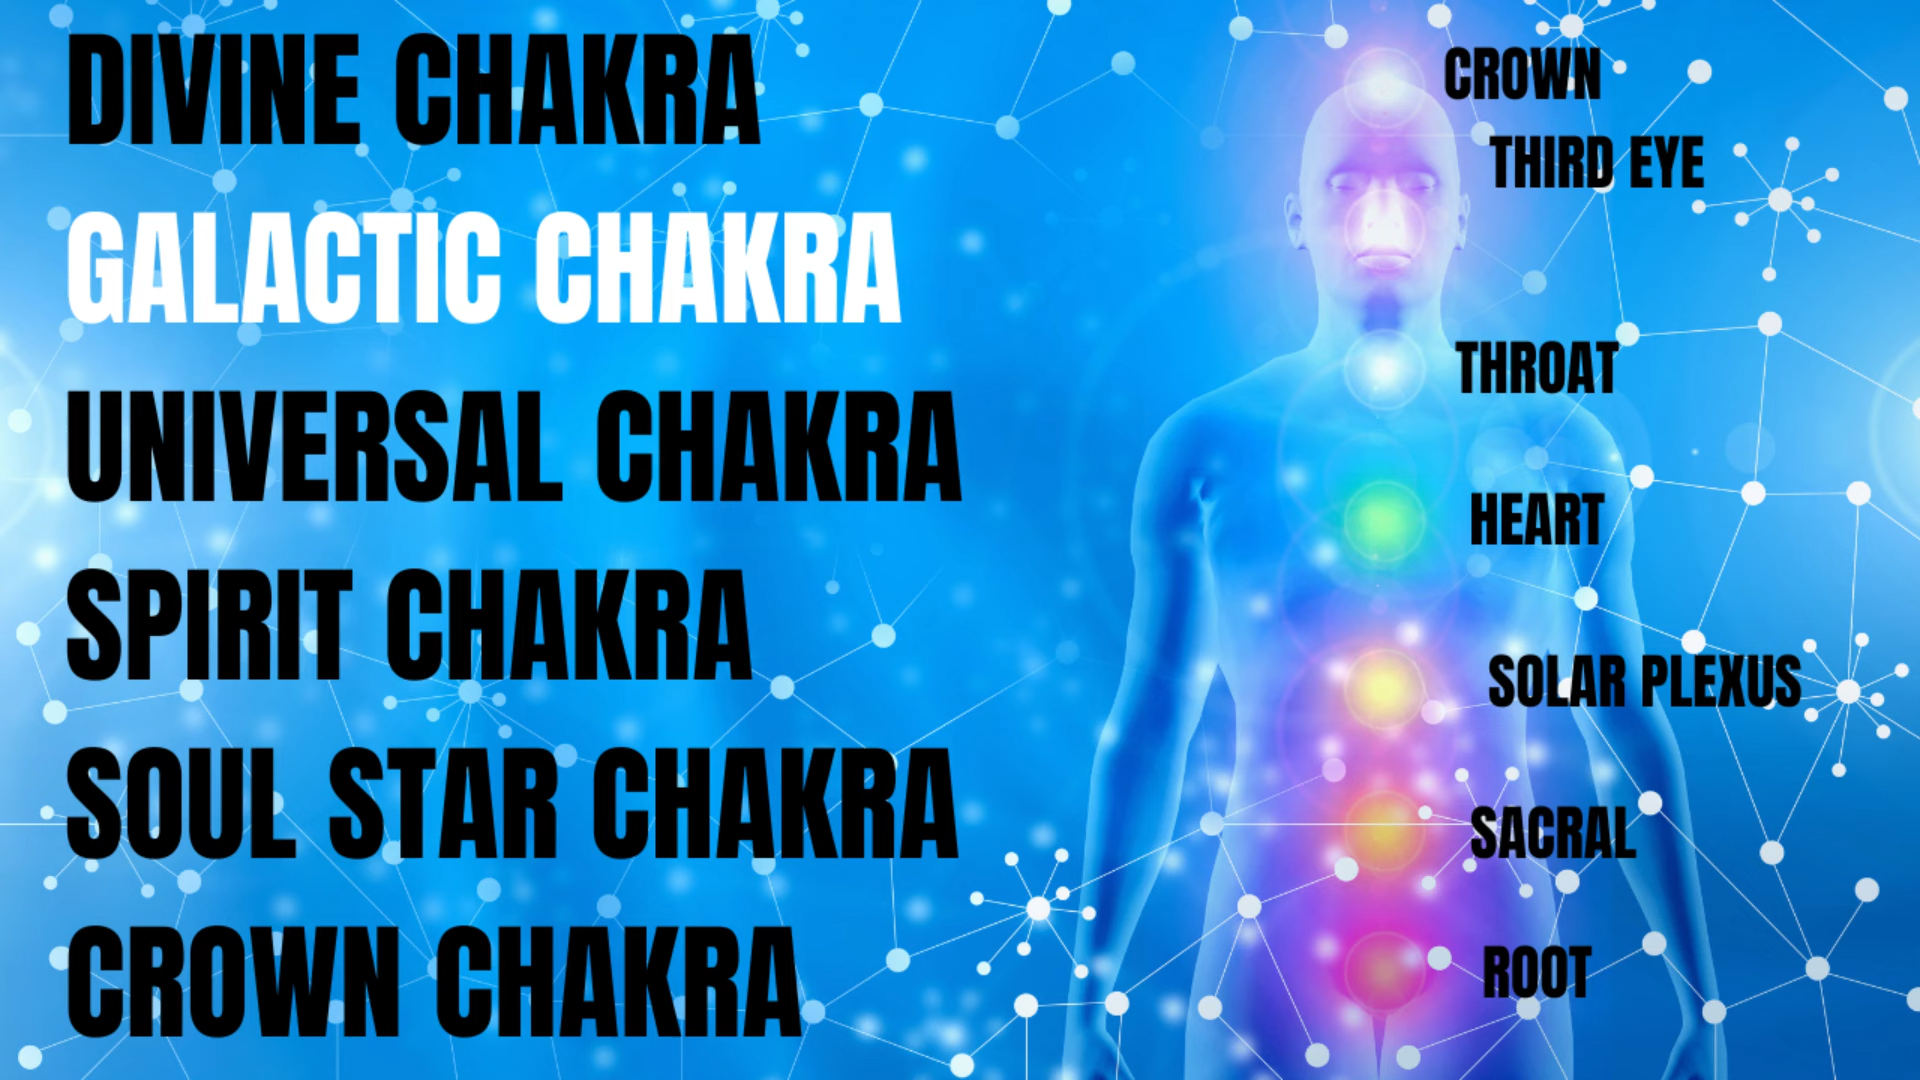 DIVINE CHAKRA
GALACTIC CHAKRA
UNIVERSAL CHAKRA
SPIRIT CHAKRA
SOUL STAR CHAKRA
CROWN CHAKRA
CROWN
THIRD EYE
THROAT
HEART
SOLAR PLEXUS
SACRAL
ROOT